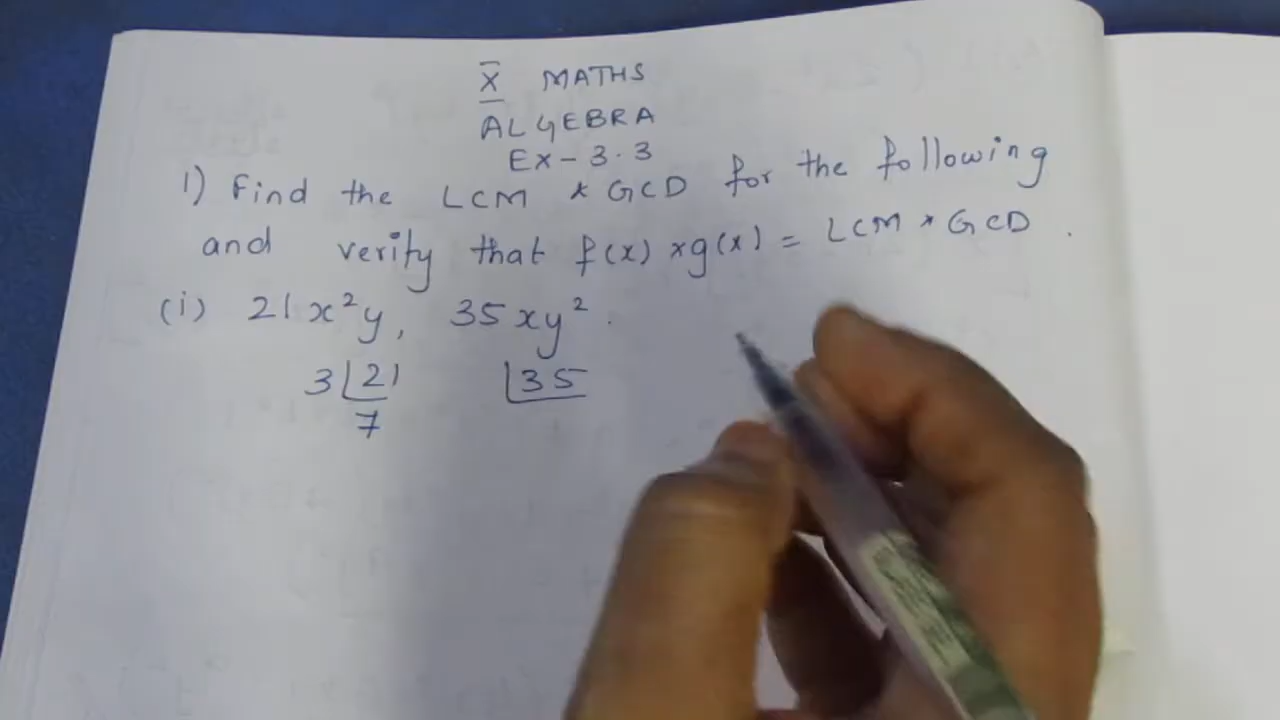 X MATHS
ALGEBRA
Ex-3.3
1) Find the LCM & GCD for the following
and verify that f(x) × g(x) = LCM × GCD.
(i) 21x²y, 35xy².
3 21 35
7